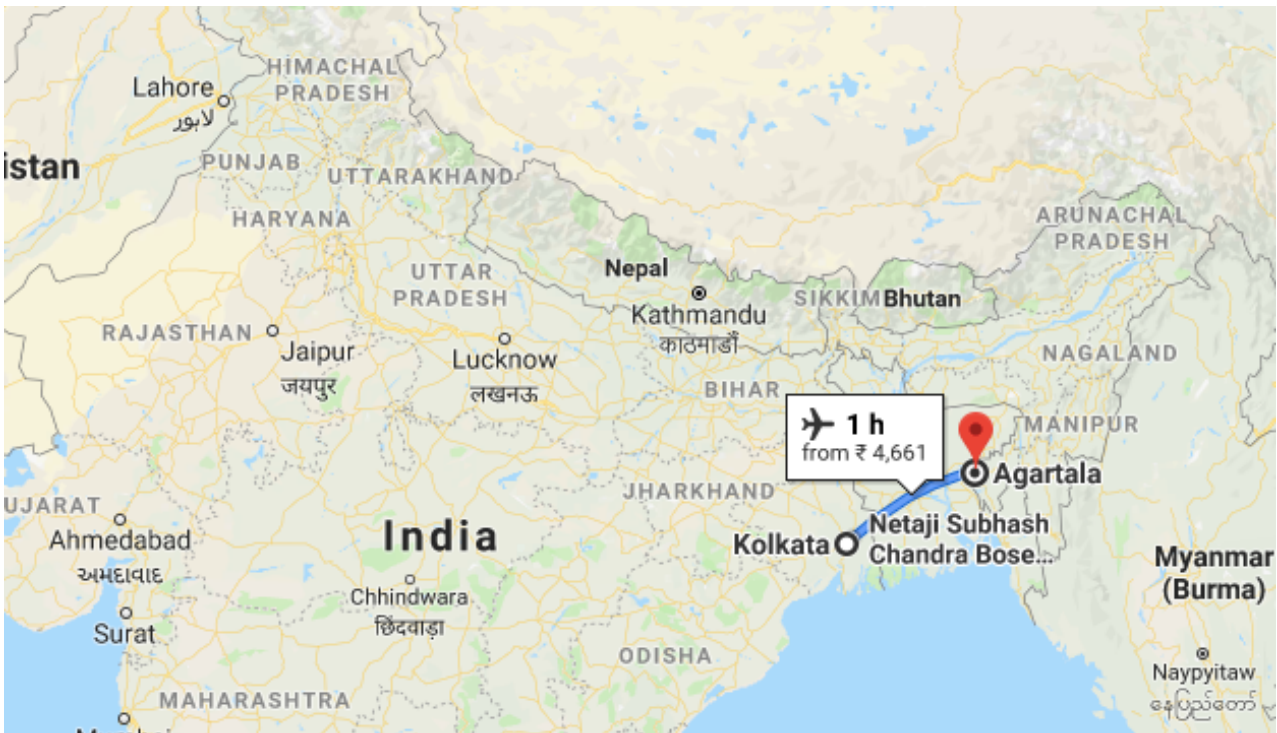 HIMACHAL
PRADESH
Lahore
لاہور
PUNJAB
UTTARAKHAND
istan
HARYANA
ARUNACHAL
PRADESH
UTTAR
PRADESH
Nepal
SIKKIM
Bhutan
Kathmandu
काठमाडौँ
RAJASTHAN
Jaipur
जयपुर
Lucknow
लखनऊ
NAGALAND
BIHAR
1 h
from ₹ 4,661
MANIPUR
Agartala
JHARKHAND
UJARAT
Ahmedabad
અમદાવાદ
India
Kolkata
Netaji Subhash
Chandra Bose...
Myanmar
(Burma)
Chhindwara
छिंदवाड़ा
Surat
ODISHA
Naypyitaw
နေပြည်တော်
MAHARASHTRA